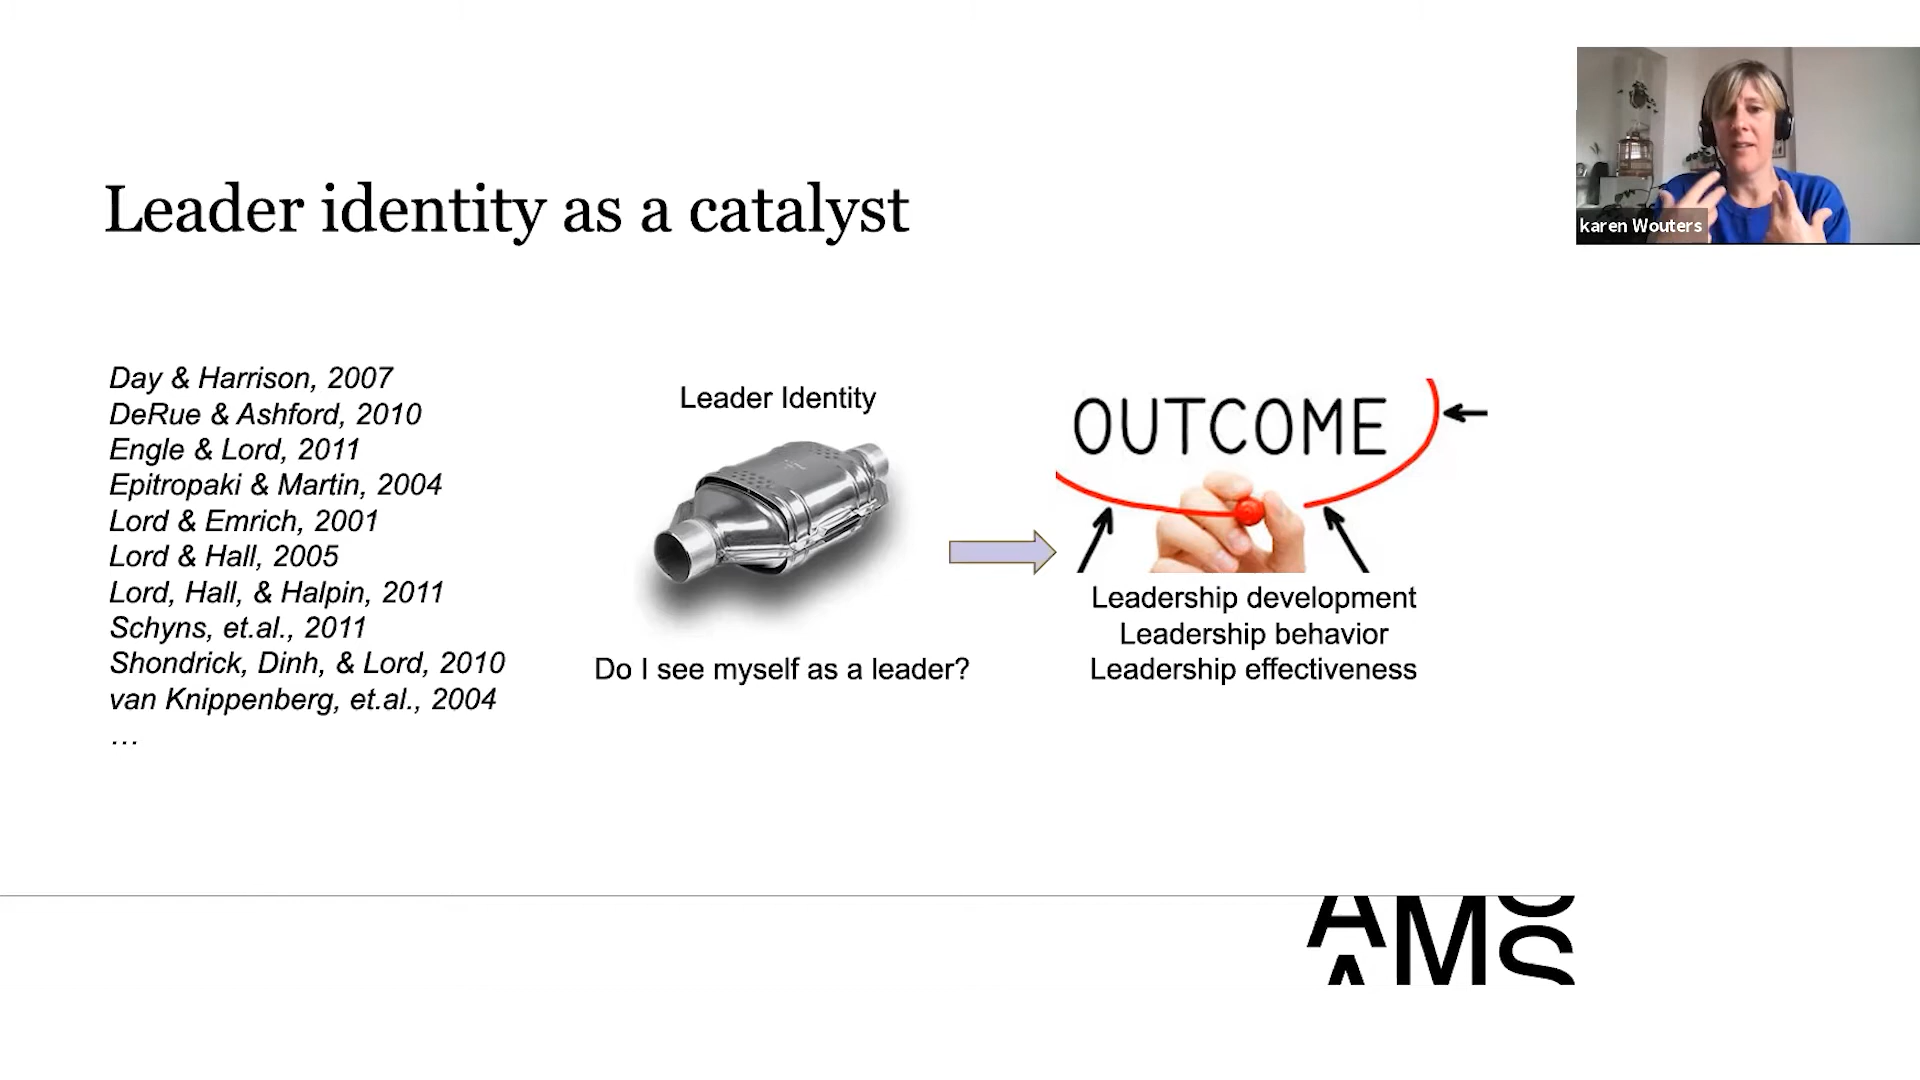 Leader identity as a catalyst
karen Wouters
Day & Harrison, 2007
DeRue & Ashford, 2010
Engle & Lord, 2011
Epitropaki & Martin, 2004
Lord & Emrich, 2001
Lord & Hall, 2005
Lord, Hall, & Halpin, 2011
Schyns, et.al., 2011
Shondrick, Dinh, & Lord, 2010
van Knippenberg, et.al., 2004
…
Leader Identity
Do I see myself as a leader?
OUTCOME
Leadership development
Leadership behavior
Leadership effectiveness
AMS